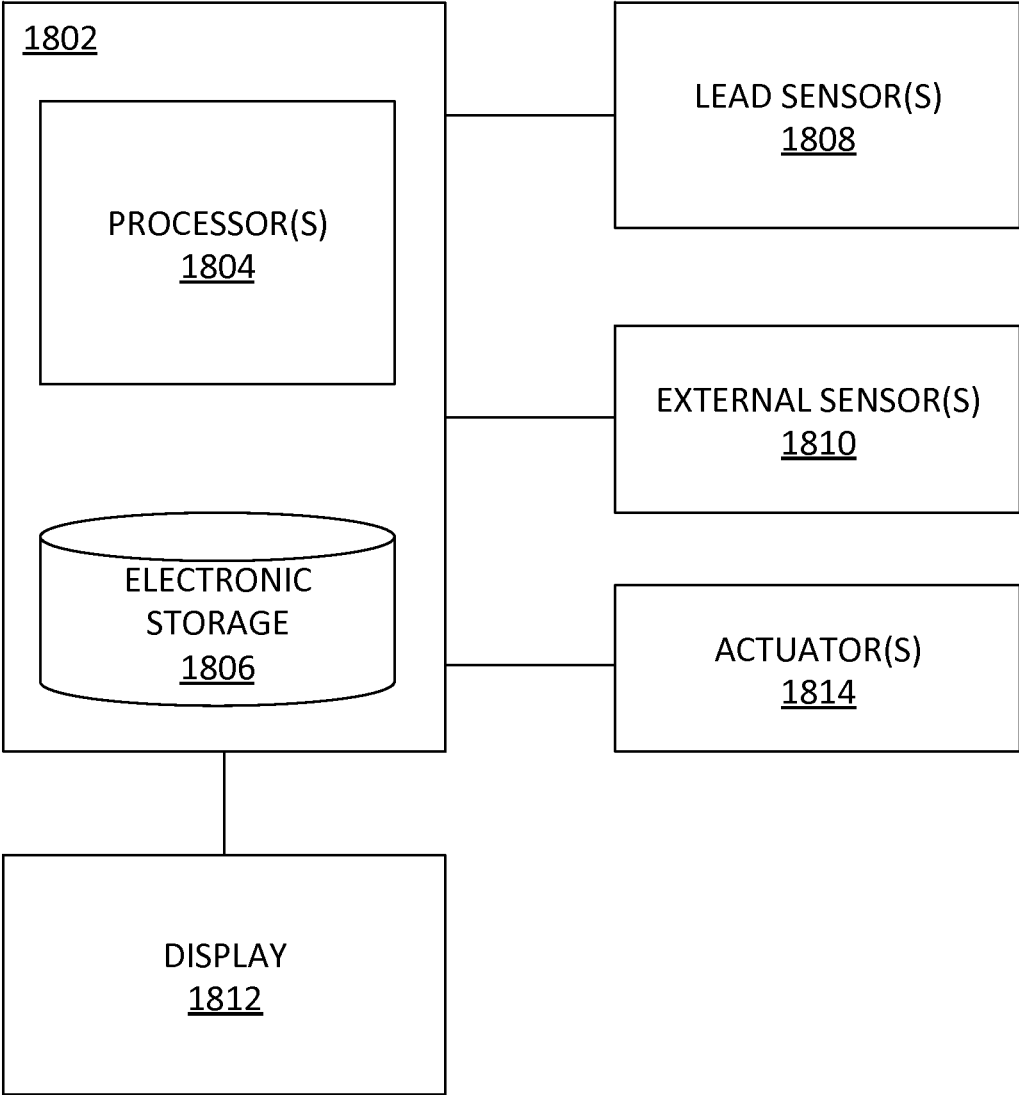 1802
PROCESSOR(S)
1804
ELECTRONIC
STORAGE
1806
LEAD SENSOR(S)
1808
EXTERNAL SENSOR(S)
1810
ACTUATOR(S)
1814
DISPLAY
1812